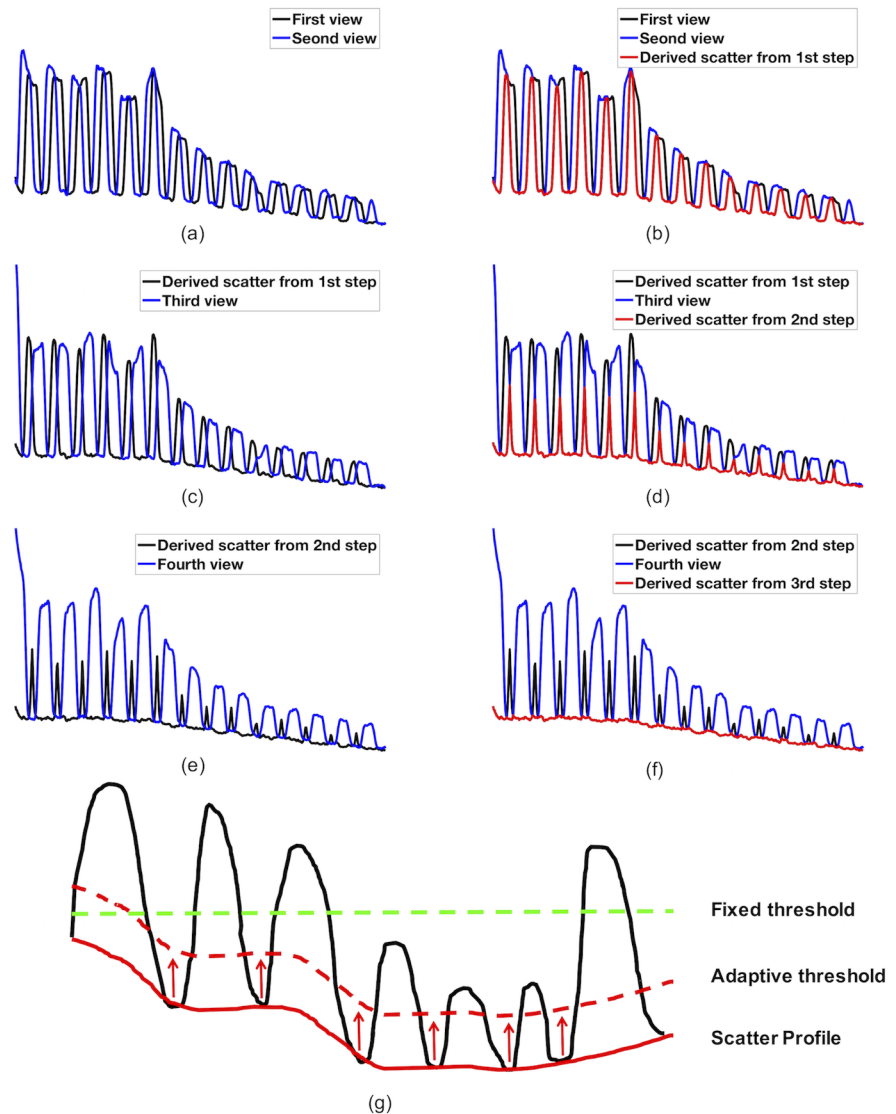 First view
Seond view
(a)
First view
Seond view
Derived scatter from 1st step
(b)
Derived scatter from 1st step
Third view
(c)
Derived scatter from 1st step
Third view
Derived scatter from 2nd step
(d)
Derived scatter from 2nd step
Fourth view
(e)
Derived scatter from 2nd step
Fourth view
Derived scatter from 3rd step
(f)
Fixed threshold
Adaptive threshold
Scatter Profile
(g)